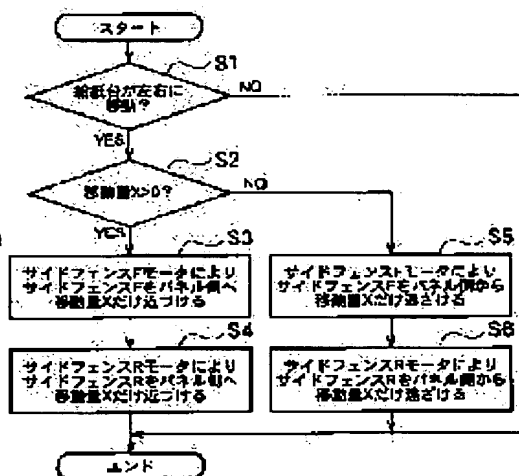 スタート
S1
給紙台が左右に
移動?
NO
YES
S2
移動量X>0?
NO
YES
S3
サイドフェンスFモータにより
サイドフェンスFをパネル側へ
移動量Xだけ近づける
S5
サイドフェンスFモータにより
サイドフェンスFをパネル側から
移動量Xだけ遠ざける
S4
サイドフェンスRモータにより
サイドフェンスRをパネル側へ
移動量Xだけ近づける
S6
サイドフェンスRモータにより
サイドフェンスRをパネル側から
移動量Xだけ遠ざける
エンド